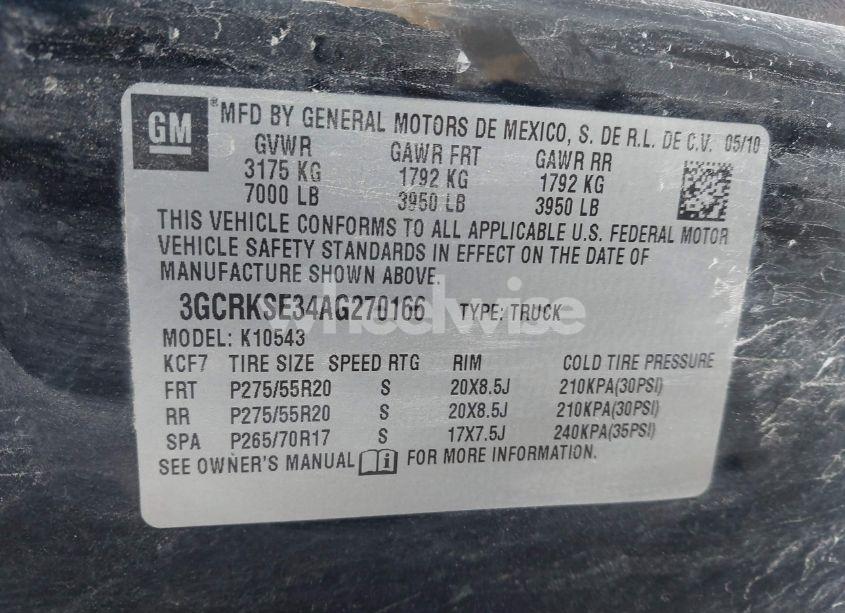 GM ® MFD BY GENERAL MOTORS DE MEXICO, S. DE R.L. DE C.V. 05/10
GVWR GAWR FRT GAWR RR
3175 KG 1792 KG 1792 KG
7000 LB 3950 LB 3950 LB
THIS VEHICLE CONFORMS TO ALL APPLICABLE U.S. FEDERAL MOTOR
VEHICLE SAFETY STANDARDS IN EFFECT ON THE DATE OF
MANUFACTURE SHOWN ABOVE.
3GCRKSE34AG270166 TYPE: TRUCK
wheelwise
MODEL: K10543
KCF7 TIRE SIZE SPEED RTG RIM COLD TIRE PRESSURE
FRT P275/55R20 S 20X8.5J 210KPA(30PSI)
RR P275/55R20 S 20X8.5J 210KPA(30PSI)
SPA P265/70R17 S 17X7.5J 240KPA(35PSI)
SEE OWNER'S MANUAL FOR MORE INFORMATION.